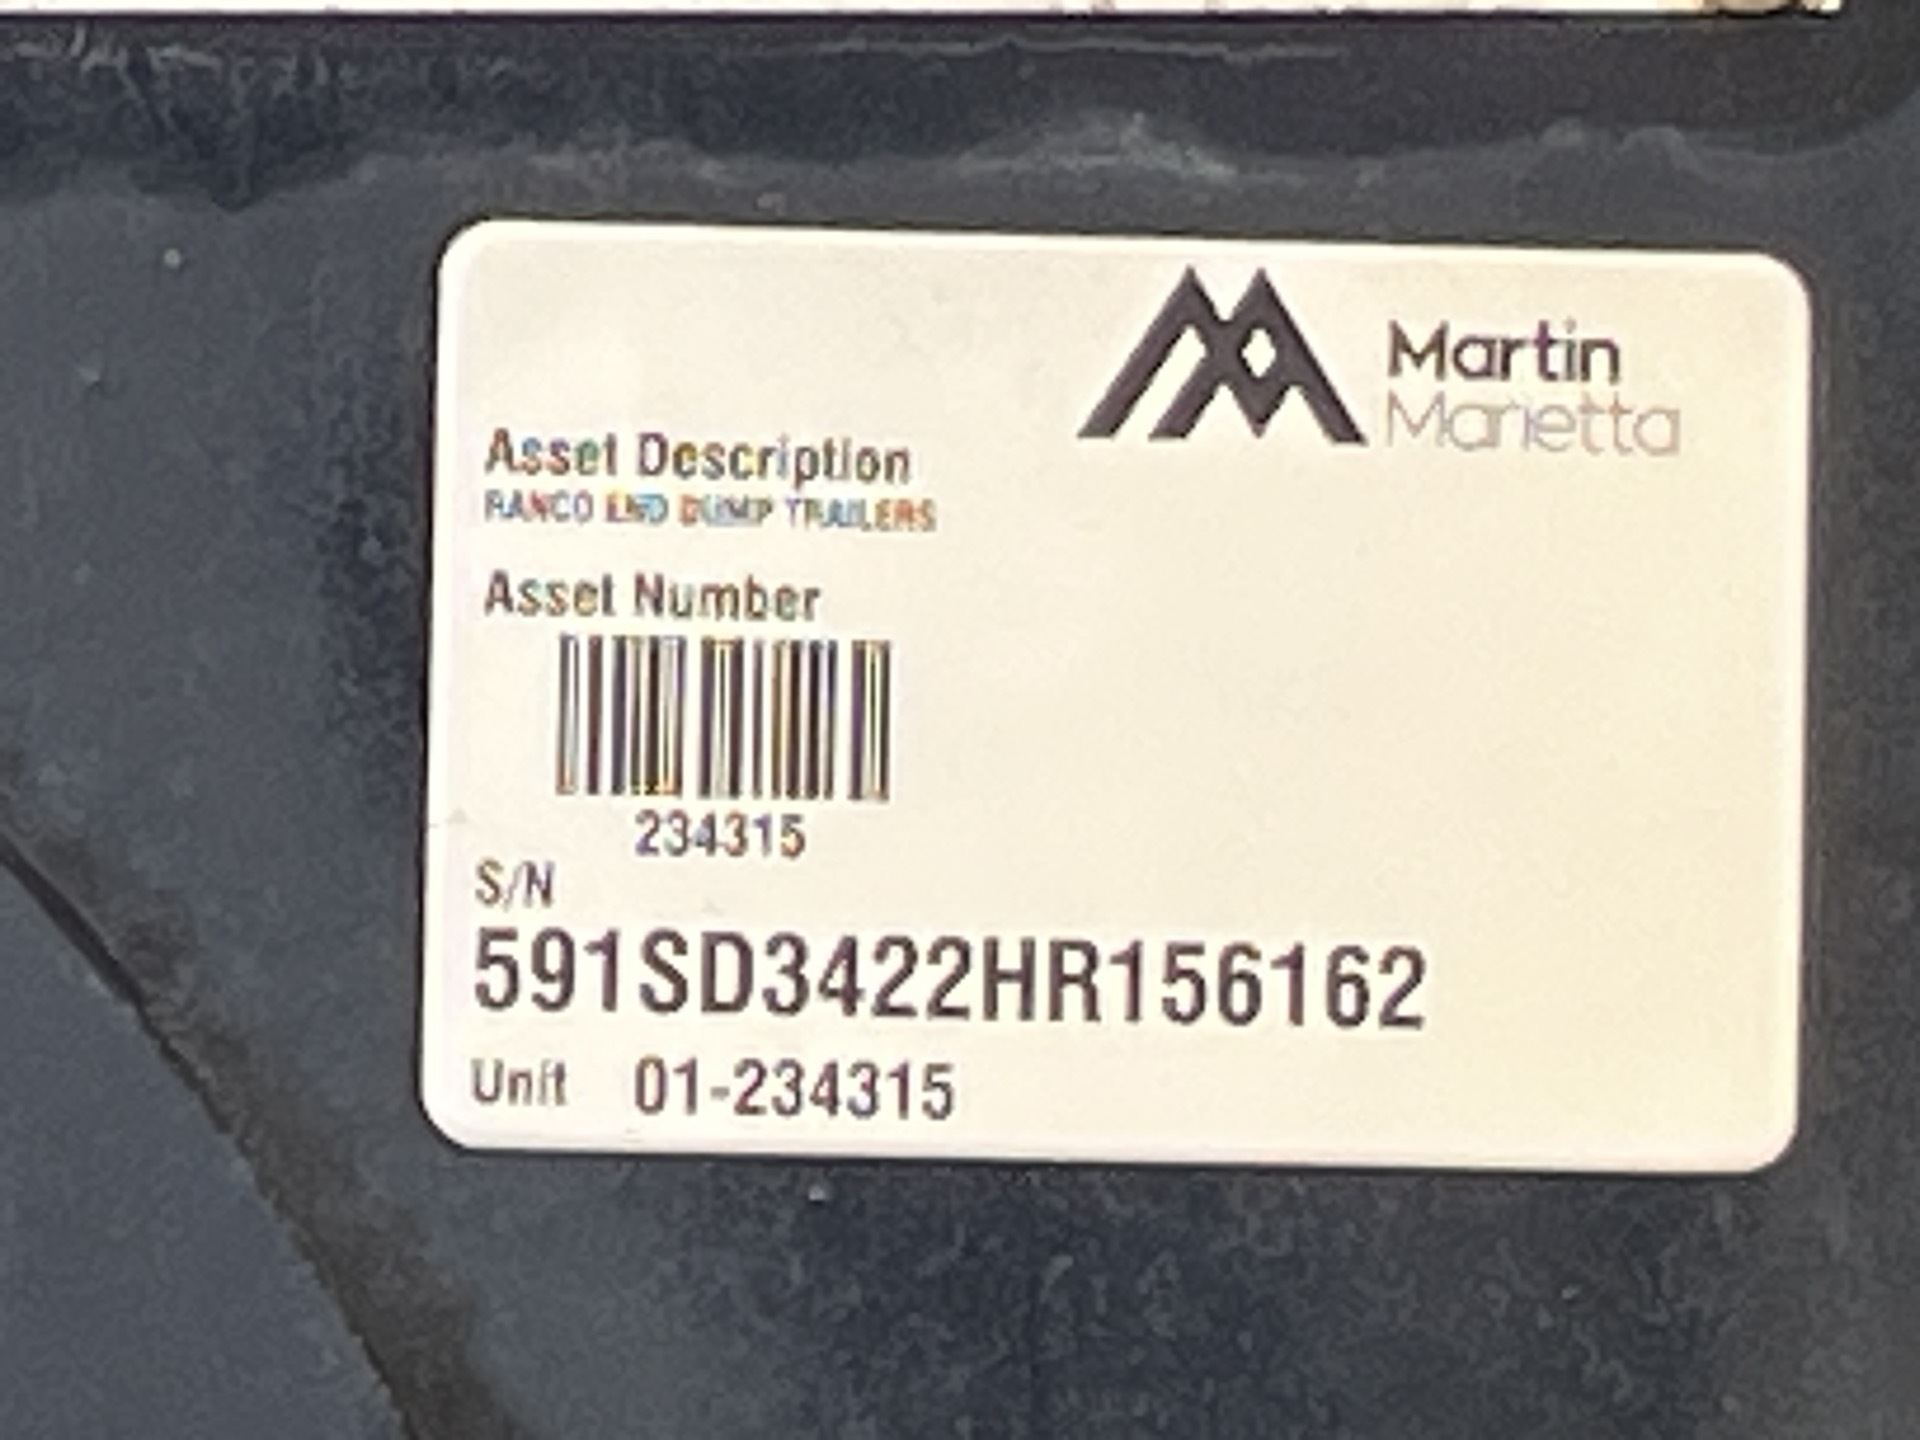 Martin
Marietta
Asset Description
RANCO END DUMP TRAILERS
Asset Number
234315
S/N
591SD3422HR156162
Unit 01-234315